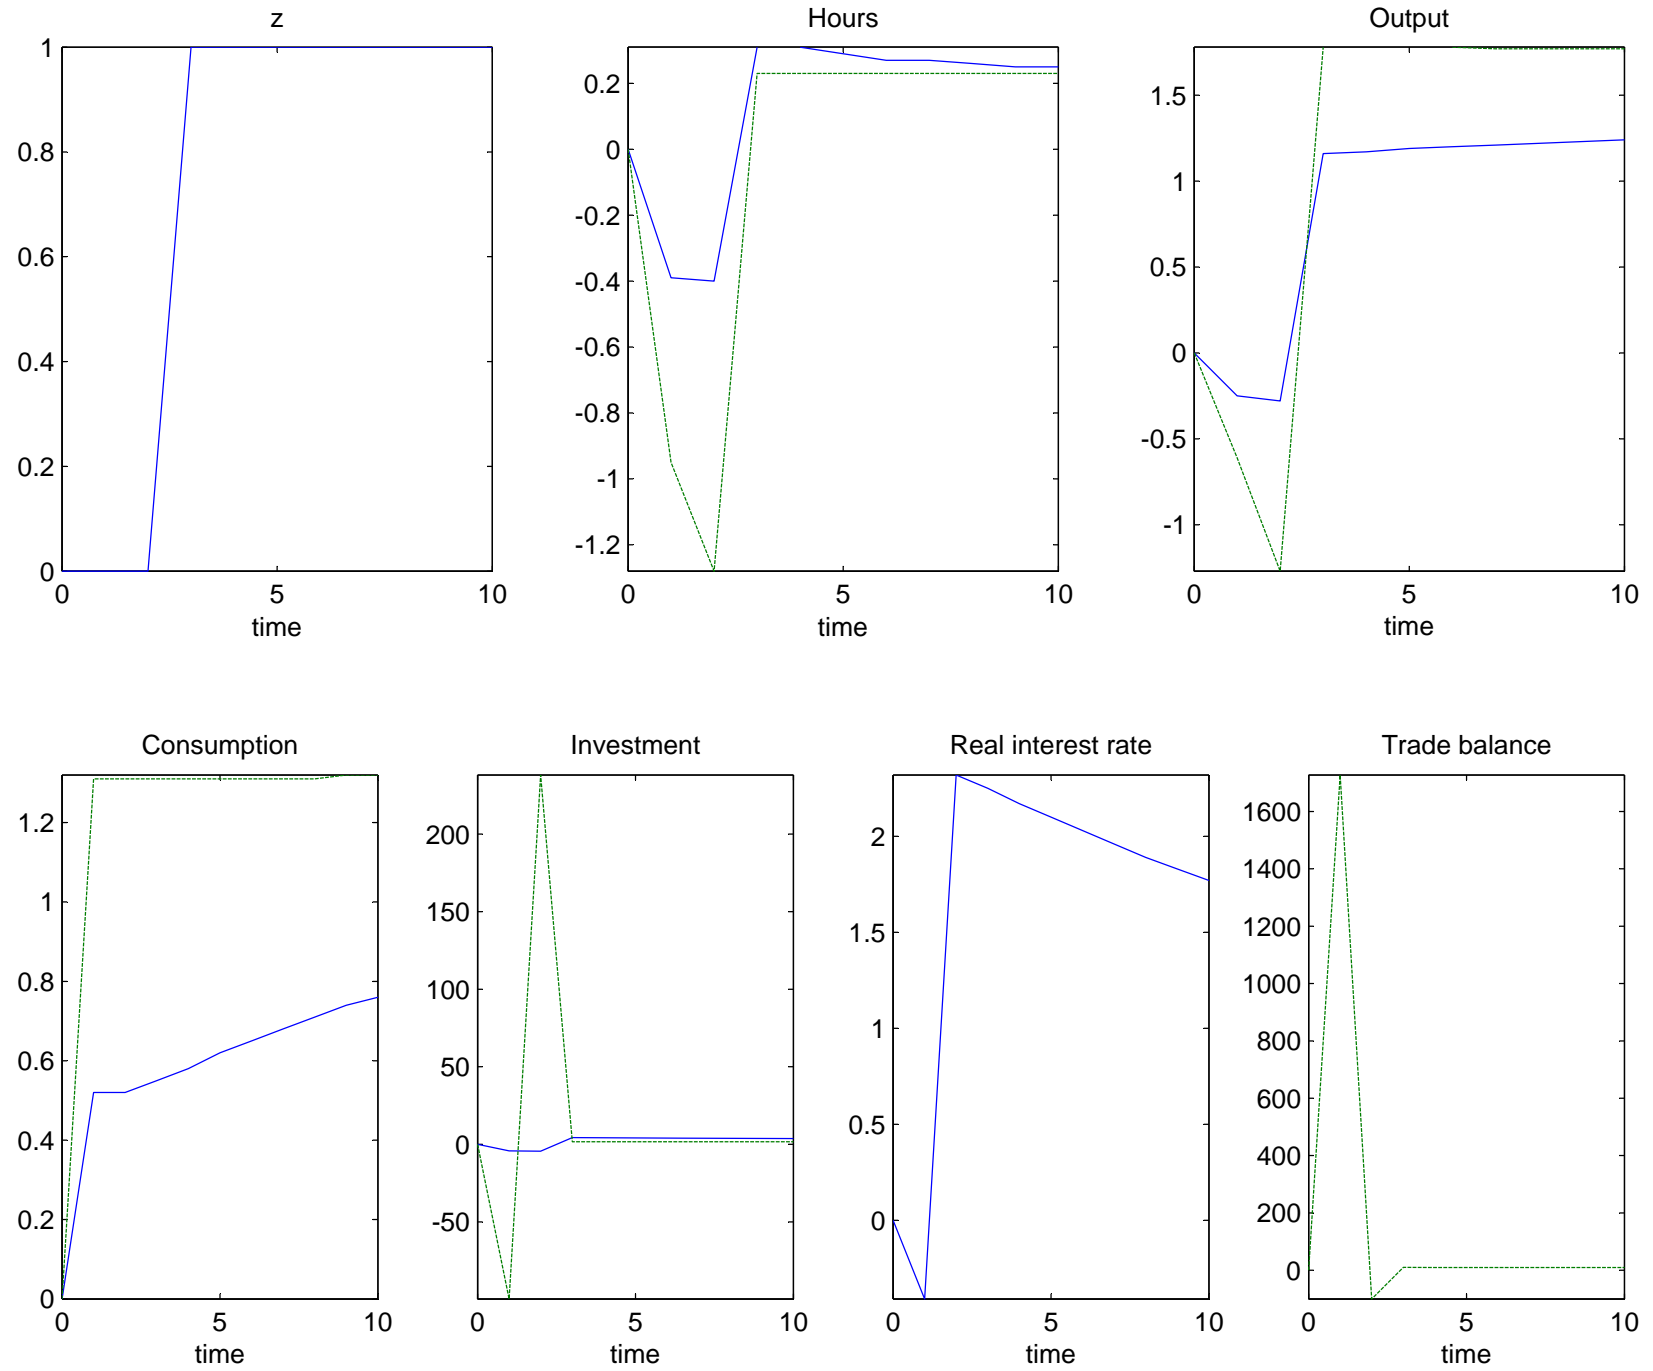 z
1
0.8
0.6
0.4
0.2
0
0 5 10
time
Hours
0.2
0
-0.2
-0.4
-0.6
-0.8
-1
-1.2
0 5 10
time
Output
1.5
1
0.5
0
-0.5
-1
0 5 10
time
Consumption
1.2
1
0.8
0.6
0.4
0.2
0
0 5 10
time
Investment
200
150
100
50
0
-50
0 5 10
time
Real interest rate
2
1.5
1
0.5
0
0 5 10
time
Trade balance
1600
1400
1200
1000
800
600
400
200
0
0 5 10
time